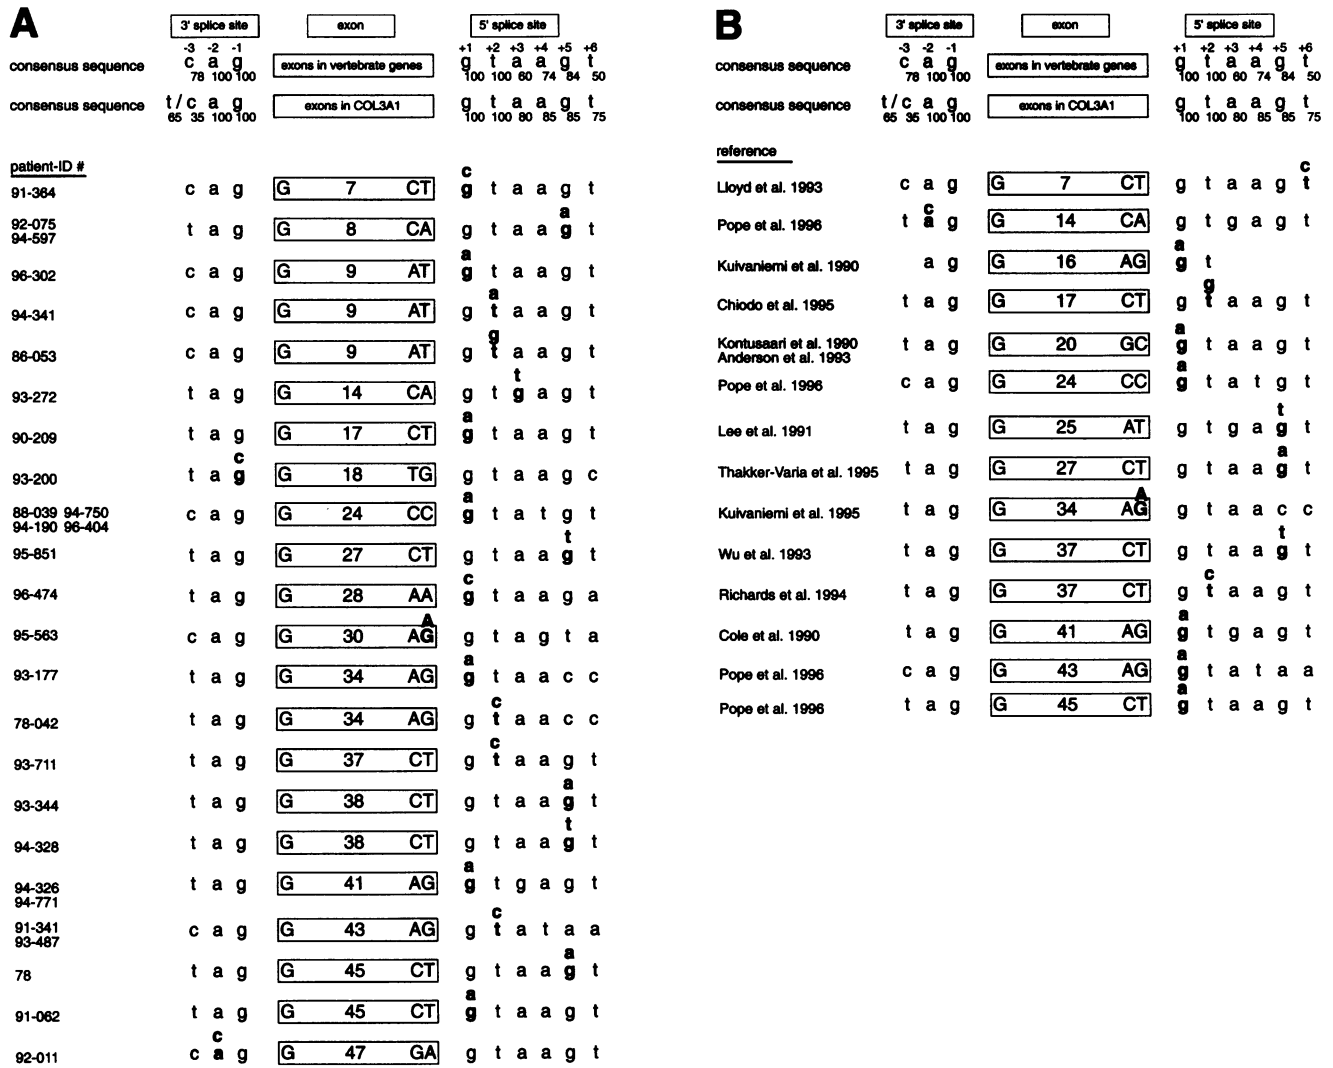 A
3' splice site exon 5' splice site
-3 -2 -1 +1 +2 +3 +4 +5 +6
consensus sequence c a g exons in vertebrate genes g t a a g t
78 100 100 100 100 60 74 84 50
consensus sequence t/c a g exons in COL3A1 g t a a g t
65 35 100 100 100 100 80 85 85 75
patient-ID #
c
91-364 c a g G 7 CT g t a a g t
a
92-075
94-597 t a g G 8 CA g t a a g t
a
96-302 c a g G 9 AT g t a a g t
a
94-341 c a g G 9 AT g t a a g t
g
86-053 c a g G 9 AT g t a a g t
t
93-272 t a g G 14 CA g t g a g t
a
90-209 t a g G 17 CT g t a a g t
c
93-200 t a g G 18 TG g t a a g c
a
88-039 94-750
94-190 96-404 c a g G 24 CC g t a t g t
t
95-851 t a g G 27 CT g t a a g t
c
96-474 t a g G 28 AA g t a a g a
A
95-563 c a g G 30 AG g t a g t a
a
93-177 t a g G 34 AG g t a a c c
c
78-042 t a g G 34 AG g t a a c c
c
93-711 t a g G 37 CT g t a a g t
a
93-344 t a g G 38 CT g t a a g t
t
94-328 t a g G 38 CT g t a a g t
a
94-326
94-771 t a g G 41 AG g t g a g t
c
91-341
93-487 c a g G 43 AG g t a t a a
a
78 t a g G 45 CT g t a a g t
a
91-062 t a g G 45 CT g t a a g t
c
92-011 c a g G 47 GA g t a a g t
B
3' splice site exon 5' splice site
-3 -2 -1 +1 +2 +3 +4 +5 +6
consensus sequence c a g exons in vertebrate genes g t a a g t
78 100 100 100 100 60 74 84 50
consensus sequence t/c a g exons in COL3A1 g t a a g t
65 35 100 100 100 100 80 85 85 75
reference
c
Lloyd et al. 1993 c a g G 7 CT g t a a g t
c
Pope et al. 1996 t a g G 14 CA g t g a g t
a
Kuivaniemi et al. 1990 a g G 16 AG g t
g
Chiodo et al. 1995 t a g G 17 CT g t a a g t
a
Kontusaari et al. 1990
Anderson et al. 1993 t a g G 20 GC g t a a g t
a
Pope et al. 1996 c a g G 24 CC g t a t g t
t
Lee et al. 1991 t a g G 25 AT g t g a g t
a
Thakker-Varia et al. 1995 t a g G 27 CT g t a a g t
A
Kuivaniemi et al. 1995 t a g G 34 AG g t a a c c
t
Wu et al. 1993 t a g G 37 CT g t a a g t
c
Richards et al. 1994 t a g G 37 CT g t a a g t
a
Cole et al. 1990 t a g G 41 AG g t g a g t
a
Pope et al. 1996 c a g G 43 AG g t a t a a
a
Pope et al. 1996 t a g G 45 CT g t a a g t